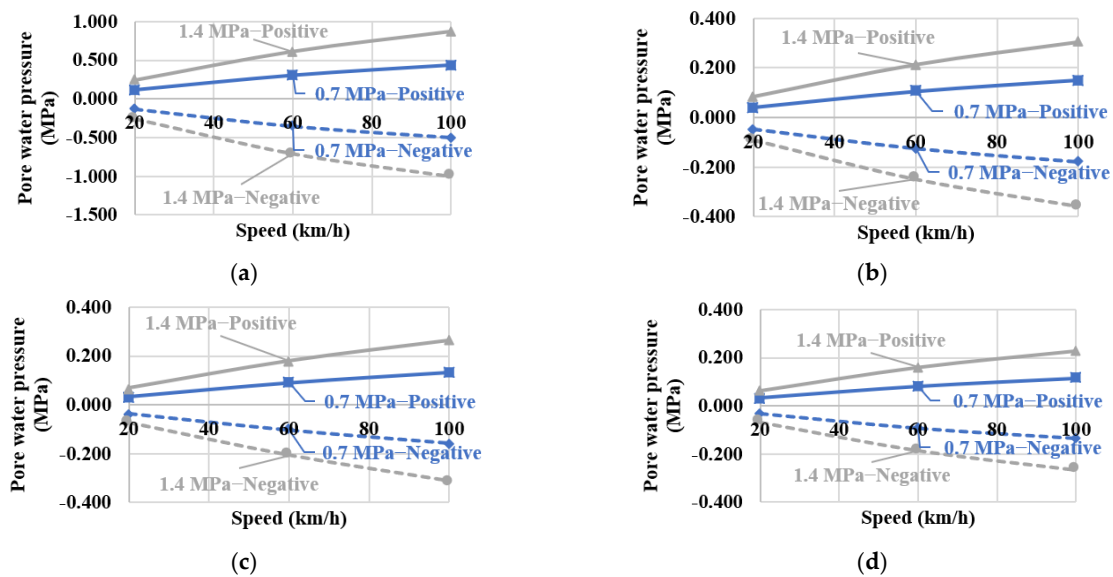 1.000
0.500
0.000
-0.500
-1.000
-1.500
Pore water pressure
(MPa)
1.4 MPa−Positive
0.7 MPa−Positive
20 40 60 80 100
0.7 MPa−Negative
1.4 MPa−Negative
Speed (km/h)
(a)
0.400
0.200
0.000
-0.200
-0.400
Pore water pressure
(MPa)
1.4 MPa−Positive
0.7 MPa−Positive
20 40 60 80 100
0.7 MPa−Negative
1.4 MPa−Negative
Speed (km/h)
(b)
0.400
0.200
0.000
-0.200
-0.400
Pore water pressure
(MPa)
1.4 MPa−Positive
0.7 MPa−Positive
20 40 60 80 100
0.7 MPa−Negative
1.4 MPa−Negative
Speed (km/h)
(c)
0.400
0.200
0.000
-0.200
-0.400
Pore water pressure
(MPa)
1.4 MPa−Positive
0.7 MPa−Positive
20 40 60 80 100
0.7 MPa−Negative
1.4 MPa−Negative
Speed (km/h)
(d)